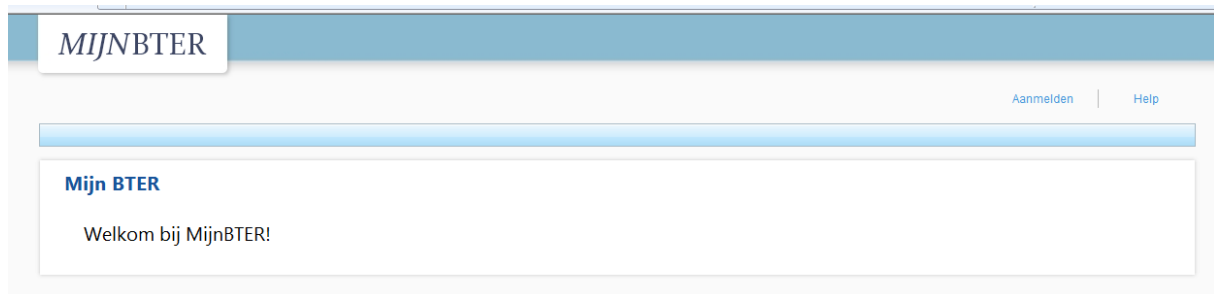 MIJNBTER
Aanmelden Help
Mijn BTER
Welkom bij MijnBTER!